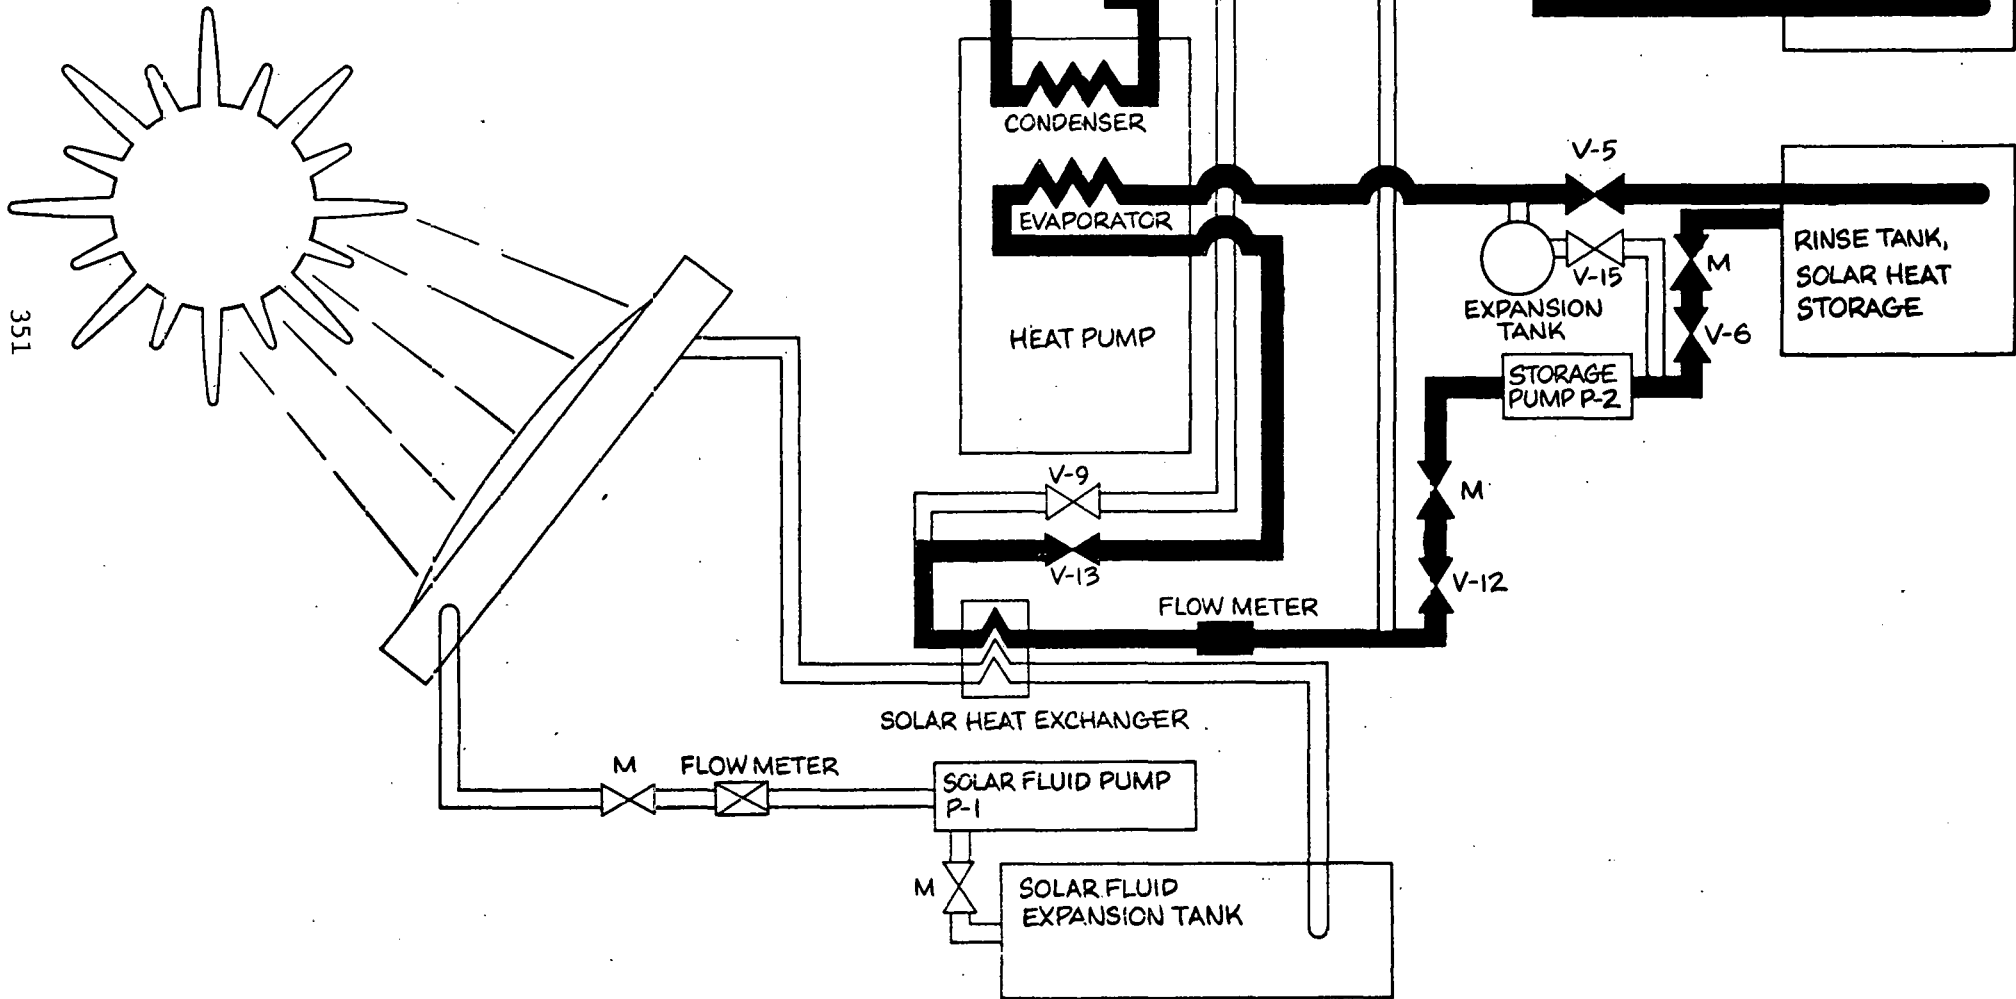 351
CONDENSER
EVAPORATOR
HEAT PUMP
V-5
V-15
EXPANSION
TANK
M
V-6
RINSE TANK,
SOLAR HEAT
STORAGE
STORAGE
PUMP P-2
V-9
V-13
M
V-12
FLOW METER
SOLAR HEAT EXCHANGER
M
FLOW METER
SOLAR FLUID PUMP
P-1
M
SOLAR FLUID
EXPANSION TANK